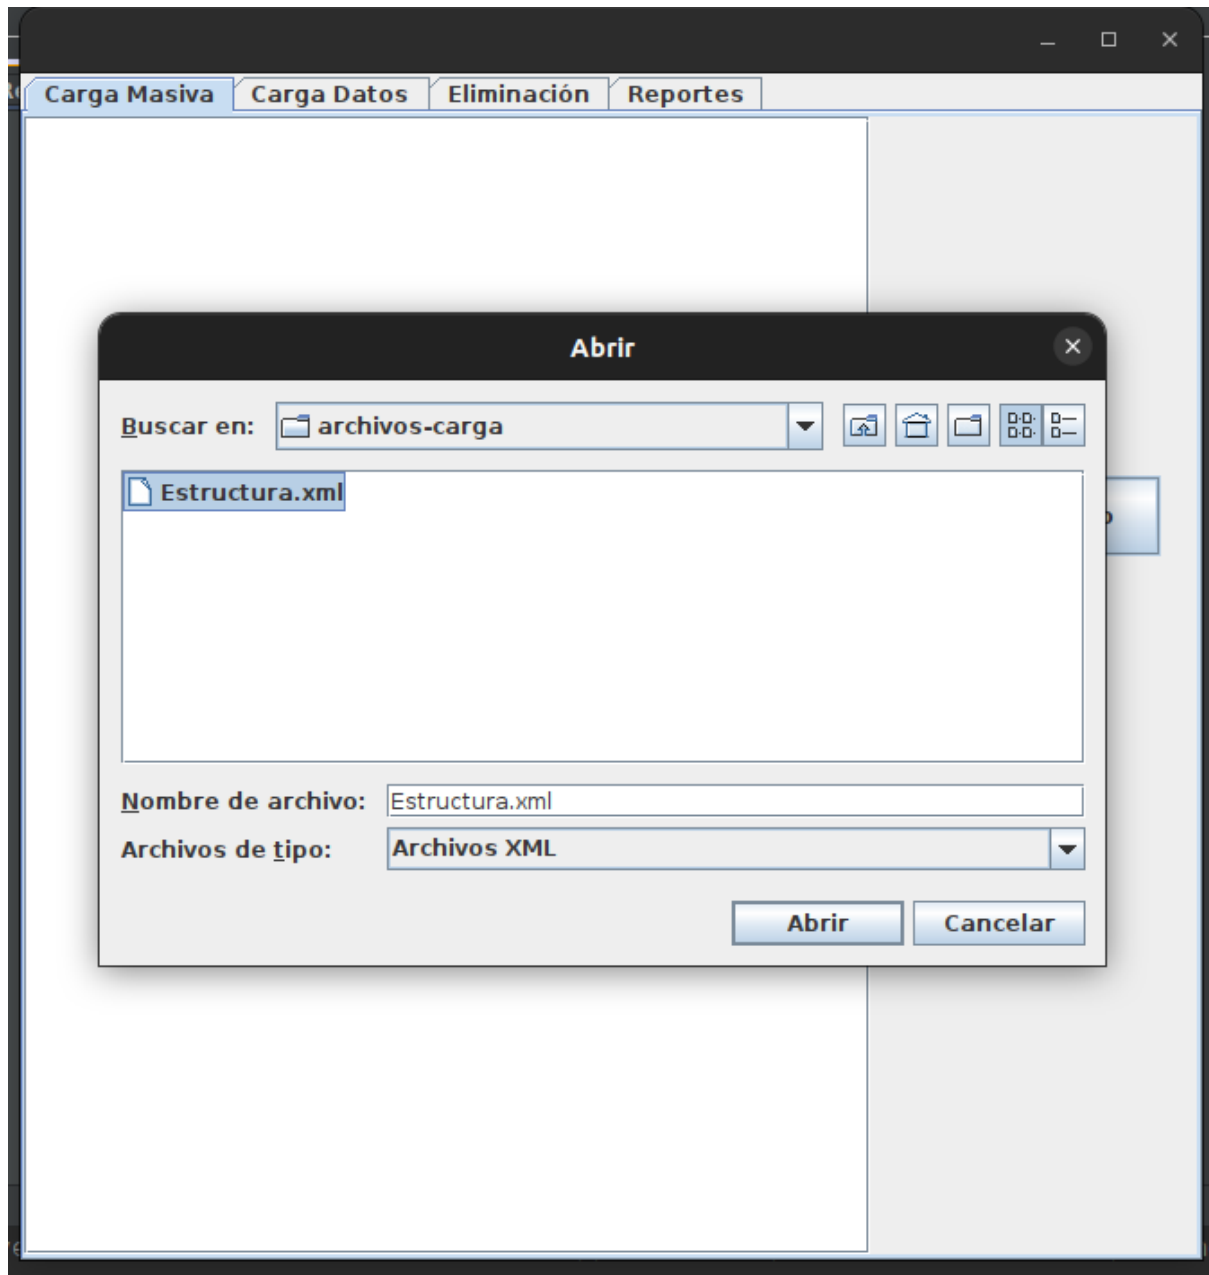 Carga Masiva Carga Datos Eliminación Reportes
Abrir
Buscar en: archivos-carga
Estructura.xml
Nombre de archivo: Estructura.xml
Archivos de tipo: Archivos XML
Abrir Cancelar